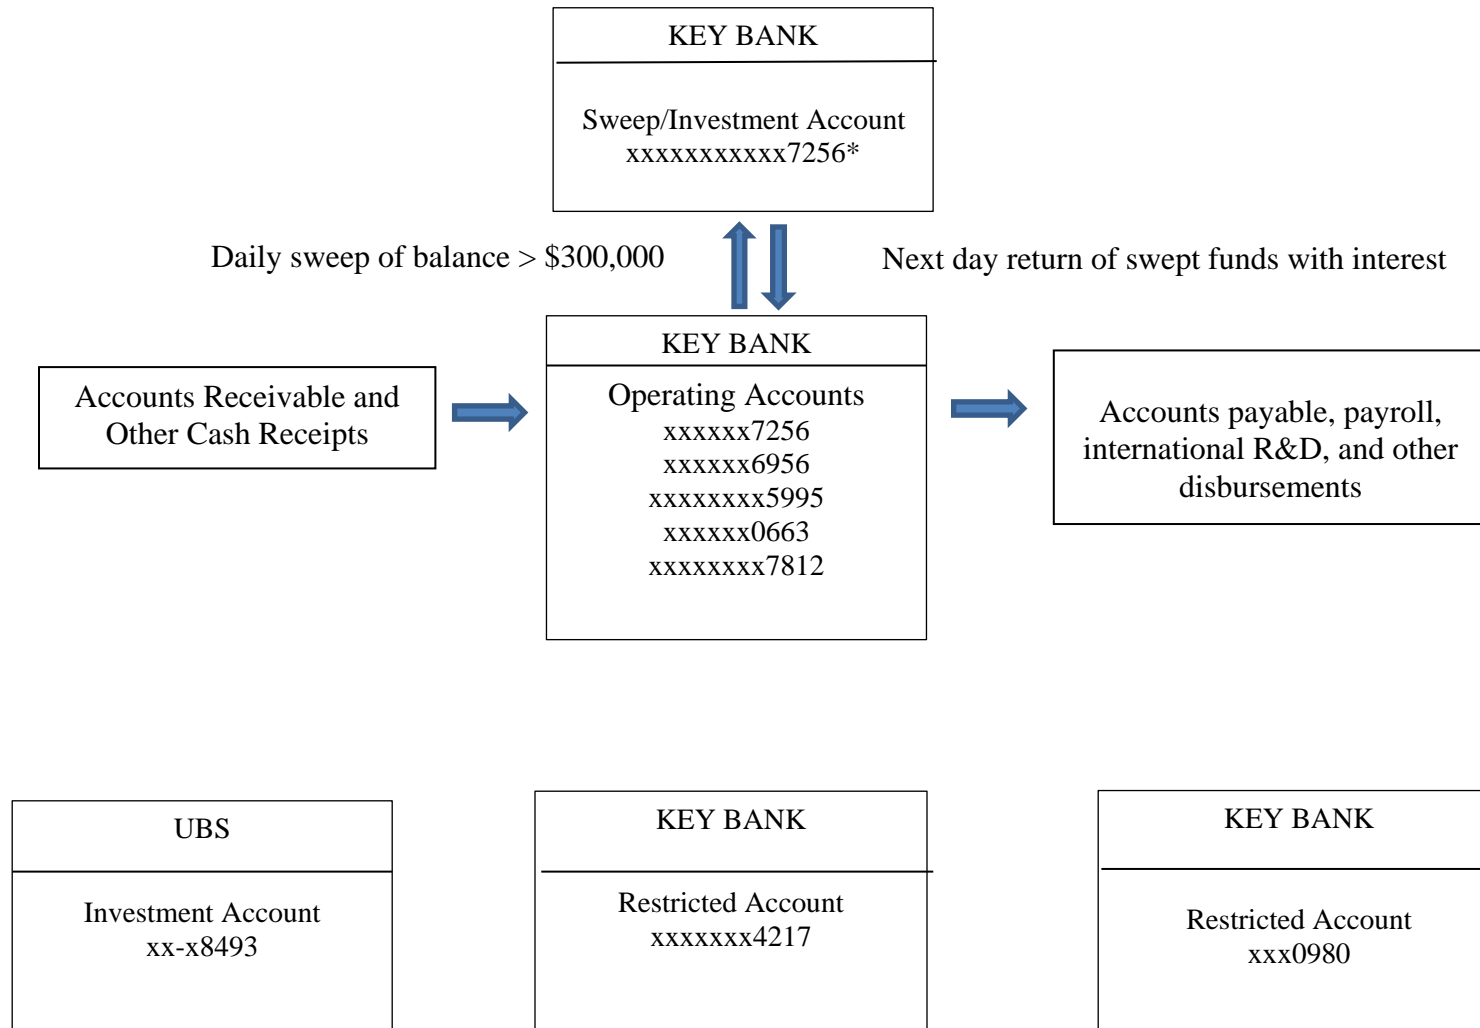 KEY BANK
Sweep/Investment Account
xxxxxxxxxxx7256*
Daily sweep of balance > $300,000
Next day return of swept funds with interest
Accounts Receivable and
Other Cash Receipts
KEY BANK
Operating Accounts
xxxxxx7256
xxxxxx6956
xxxxxxxx5995
xxxxxx0663
xxxxxxxx7812
Accounts payable, payroll,
international R&D, and other
disbursements
UBS
Investment Account
xx-x8493
KEY BANK
Restricted Account
xxxxxxx4217
KEY BANK
Restricted Account
xxx0980